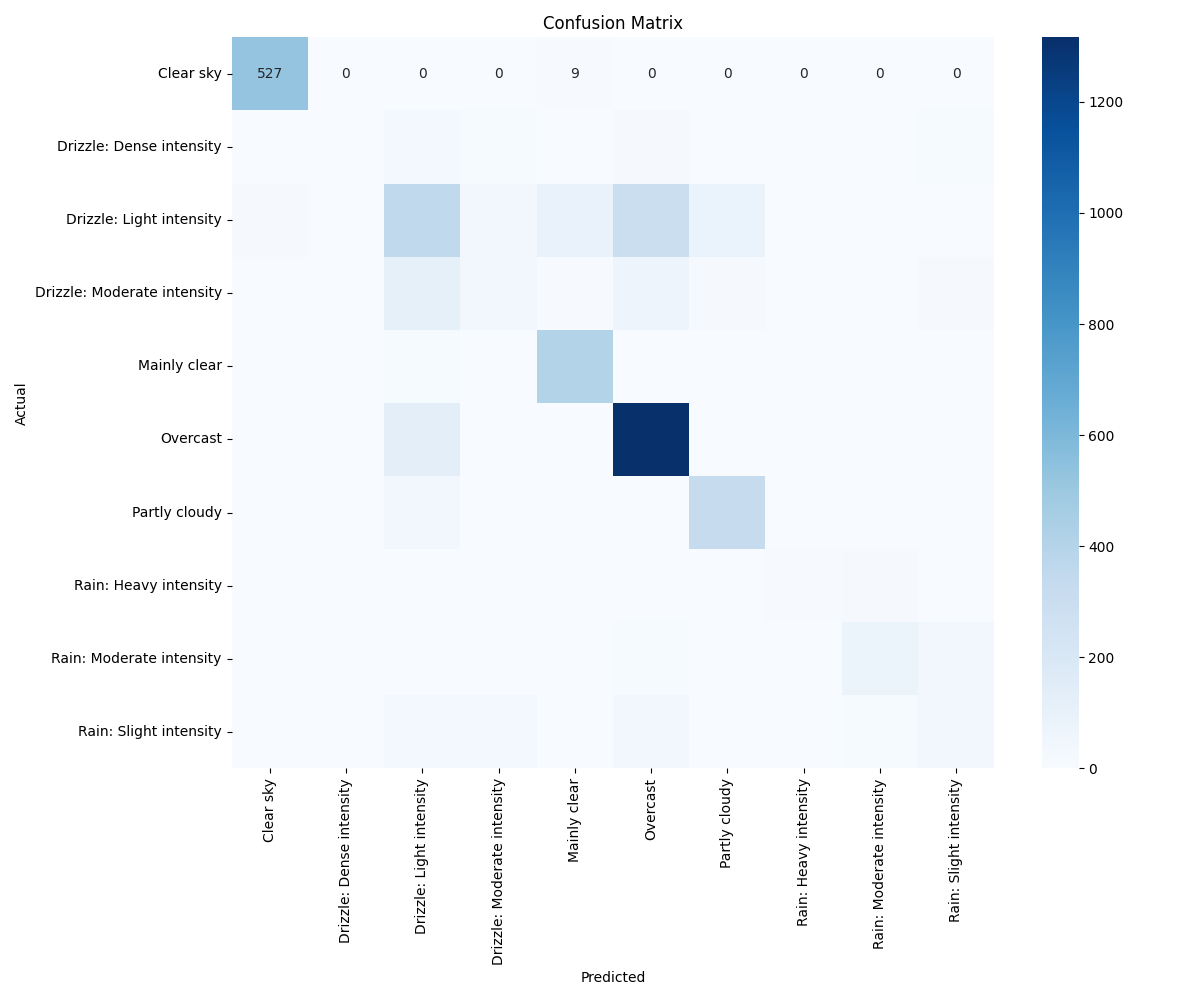 Confusion Matrix
Clear sky 527 0 0 0 9 0 0 0 0 0
Drizzle: Dense intensity
Drizzle: Light intensity
Drizzle: Moderate intensity
Mainly clear
Overcast
Partly cloudy
Rain: Heavy intensity
Rain: Moderate intensity
Rain: Slight intensity
Actual
1200
1000
800
600
400
200
0
Clear sky
Drizzle: Dense intensity
Drizzle: Light intensity
Drizzle: Moderate intensity
Mainly clear
Overcast
Partly cloudy
Rain: Heavy intensity
Rain: Moderate intensity
Rain: Slight intensity
Predicted